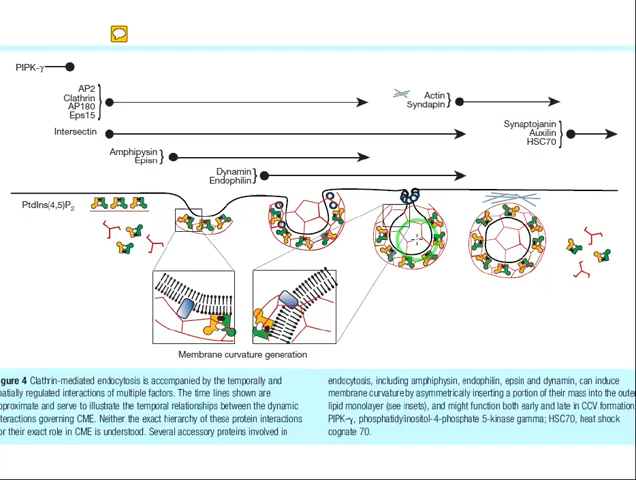 PIPK-γ
AP2
Clathrin
AP180
Eps15
Actin
Syndapin
Intersectin
Synaptojanin
Auxilin
HSC70
Amphipysin
Episn
Dynamin
Endophilin
PtdIns(4,5)P2
Membrane curvature generation
igure 4 Clathrin-mediated endocytosis is accompanied by the temporally and
patially regulated interactions of multiple factors. The time lines shown are
pproximate and serve to illustrate the temporal relationships between the dynamic
nteractions governing CME. Neither the exact hierarchy of these protein interactions
or their exact role in CME is understood. Several accessory proteins involved in
endocytosis, including amphiphysin, endophilin, epsin and dynamin, can induce
membrane curvature by asymmetrically inserting a portion of their mass into the outer
lipid monolayer (see insets), and might function both early and late in CCV formation
PIPK-γ, phosphatidylinositol-4-phosphate 5-kinase gamma; HSC70, heat shock
cognate 70.